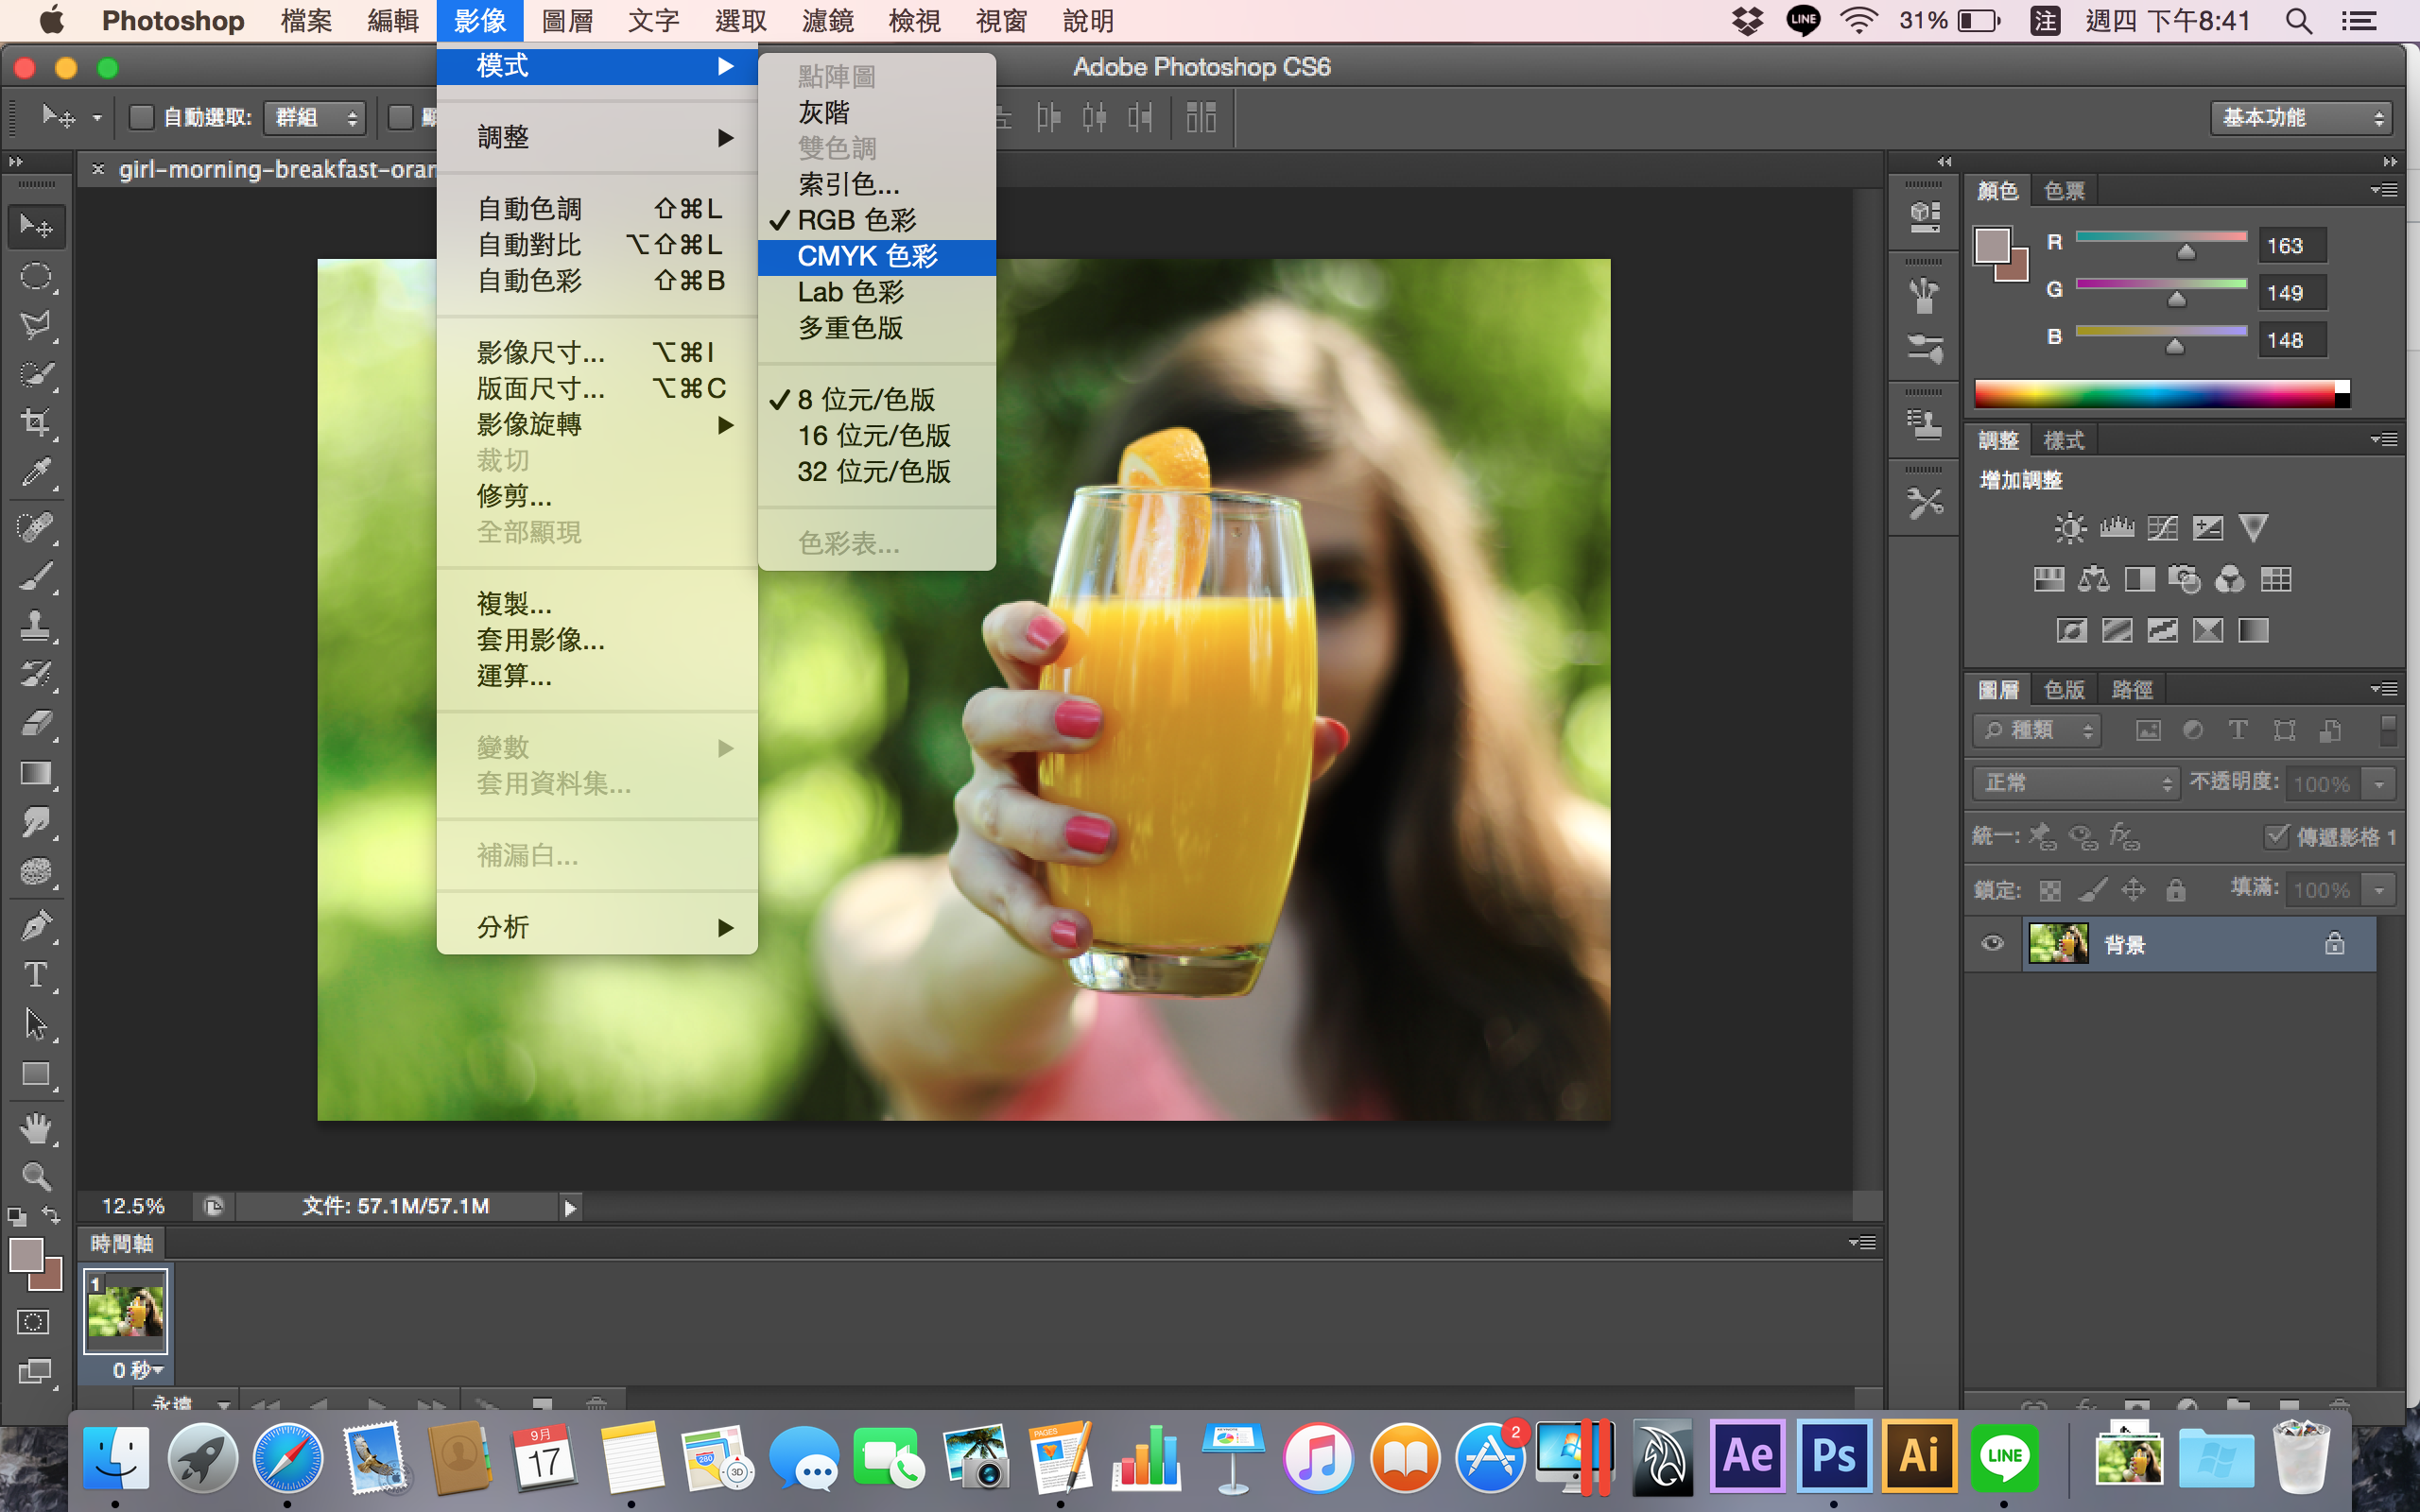 Photoshop 檔案 編輯 影像 圖層 文字 選取 濾鏡 檢視 視窗 說明 LINE 31% 注 週四 下午8:41
Adobe Photoshop CS6
自動選取: 群組 基本功能
girl-morning-breakfast-oran
模式
調整
自動色調 ⇧⌘L
自動對比 ⌥⇧⌘L
自動色彩 ⇧⌘B
影像尺寸... ⌥⌘I
版面尺寸... ⌥⌘C
影像旋轉
裁切
修剪...
全部顯現
複製...
套用影像...
運算...
變數
套用資料集...
補漏白...
分析
點陣圖
灰階
雙色調
索引色...
✓ RGB 色彩
CMYK 色彩
Lab 色彩
多重色版
✓ 8 位元/色版
16 位元/色版
32 位元/色版
色彩表...
顏色 色票
R 163
G 149
B 148
調整 樣式
增加調整
圖層 色版 路徑
種類
正常 不透明度: 100%
統一: 傳遞影格 1
鎖定: 填滿: 100%
背景
12.5% 文件: 57.1M/57.1M
時間軸
1
0 秒
永遠
9月
17
280
3D
PAGES
2
Ae
Ps
Ai
LINE